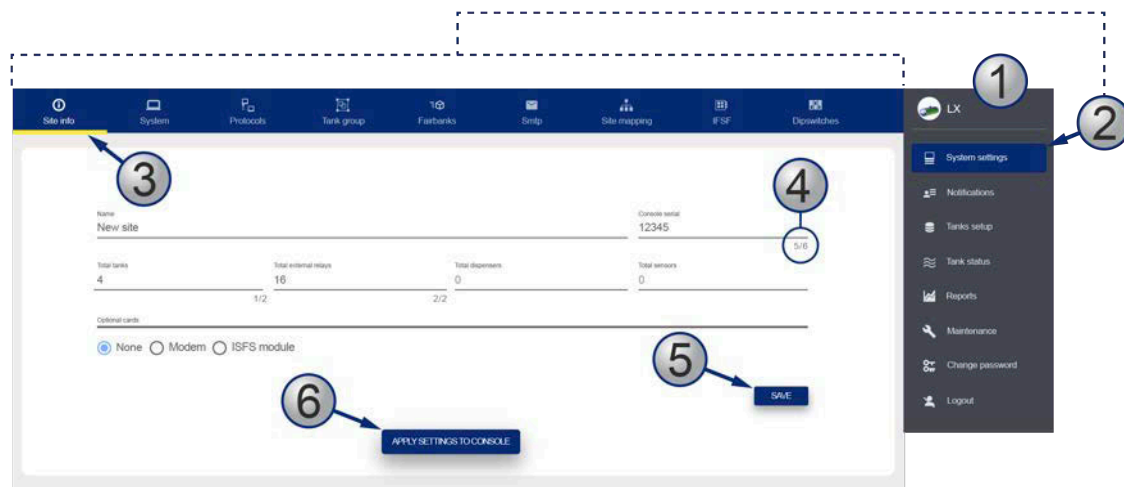 1
LX
2
Site info
System
Protocols
Tank group
Fairbanks
Smtp
Site mapping
IFSF
Dipswitches
3
4
Name
New site
Console serial
12345
5/6
Total tanks
4
1/2
Total external relays
16
2/2
Total dispensers
0
Total sensors
0
Optional cards
None
Modem
ISFS module
5
SAVE
6
APPLY SETTINGS TO CONSOLE
System settings
Notifications
Tanks setup
Tank status
Reports
Maintenance
Change password
Logout